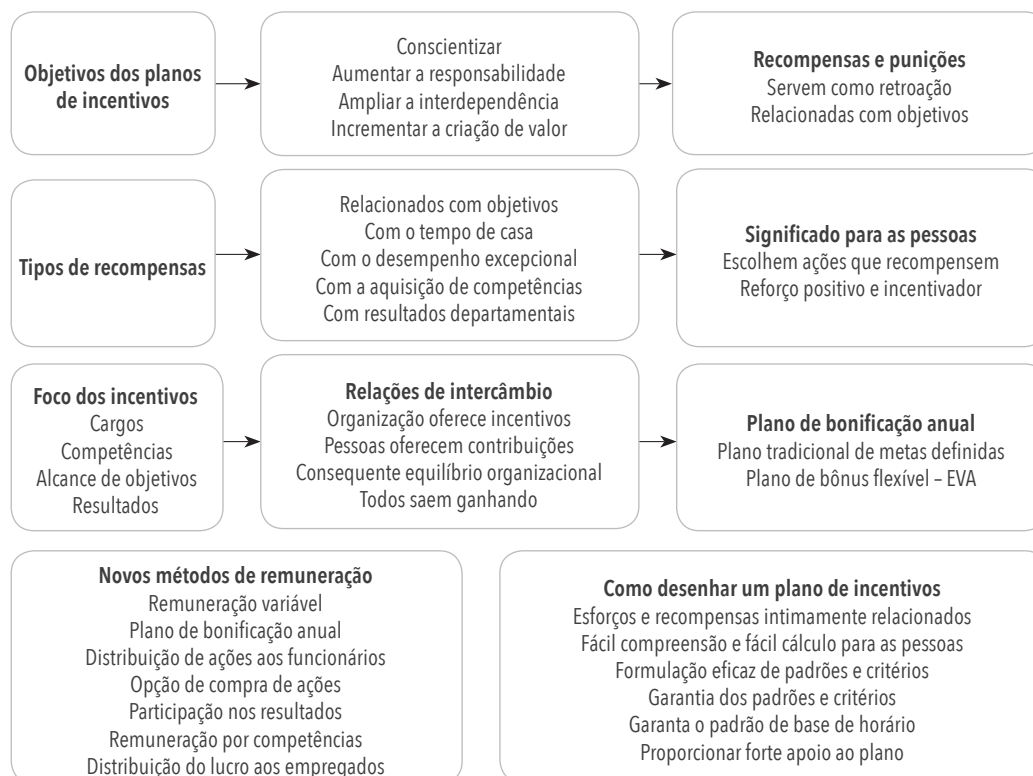 Objetivos dos planos
de incentivos
Conscientizar
Aumentar a responsabilidade
Ampliar a interdependência
Incrementar a criação de valor
Recompensas e punições
Servem como retroação
Relacionadas com objetivos
Tipos de recompensas
Relacionados com objetivos
Com o tempo de casa
Com o desempenho excepcional
Com a aquisição de competências
Com resultados departamentais
Significado para as pessoas
Escolhem ações que recompensem
Reforço positivo e incentivador
Foco dos incentivos
Cargos
Competências
Alcance de objetivos
Resultados
Relações de intercâmbio
Organização oferece incentivos
Pessoas oferecem contribuições
Consequente equilíbrio organizacional
Todos saem ganhando
Plano de bonificação anual
Plano tradicional de metas definidas
Plano de bônus flexível – EVA
Novos métodos de remuneração
Remuneração variável
Plano de bonificação anual
Distribuição de ações aos funcionários
Opção de compra de ações
Participação nos resultados
Remuneração por competências
Distribuição do lucro aos empregados
Como desenhar um plano de incentivos
Esforços e recompensas intimamente relacionados
Fácil compreensão e fácil cálculo para as pessoas
Formulação eficaz de padrões e critérios
Garantia dos padrões e critérios
Garanta o padrão de base de horário
Proporcionar forte apoio ao plano